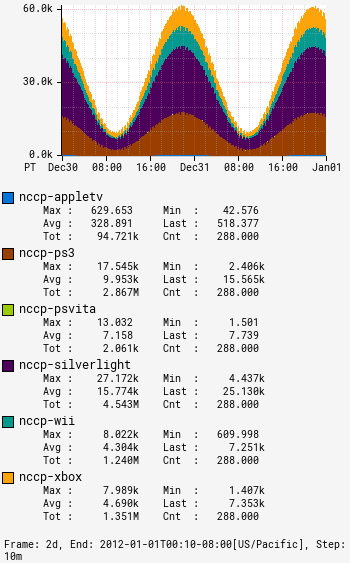 60.0k
30.0k
0.0k
PT Dec30 08:00 16:00 Dec31 08:00 16:00 Jan01
nccp-appletv
Max : 629.653 Min : 42.576
Avg : 328.891 Last : 518.377
Tot : 94.721k Cnt : 288.000
nccp-ps3
Max : 17.545k Min : 2.406k
Avg : 9.953k Last : 15.565k
Tot : 2.867M Cnt : 288.000
nccp-psvita
Max : 13.032 Min : 1.501
Avg : 7.158 Last : 7.739
Tot : 2.061k Cnt : 288.000
nccp-silverlight
Max : 27.172k Min : 4.437k
Avg : 15.774k Last : 25.130k
Tot : 4.543M Cnt : 288.000
nccp-wii
Max : 8.022k Min : 609.998
Avg : 4.304k Last : 7.251k
Tot : 1.240M Cnt : 288.000
nccp-xbox
Max : 7.989k Min : 1.407k
Avg : 4.690k Last : 7.353k
Tot : 1.351M Cnt : 288.000
Frame: 2d, End: 2012-01-01T00:10-08:00[US/Pacific], Step:
10m